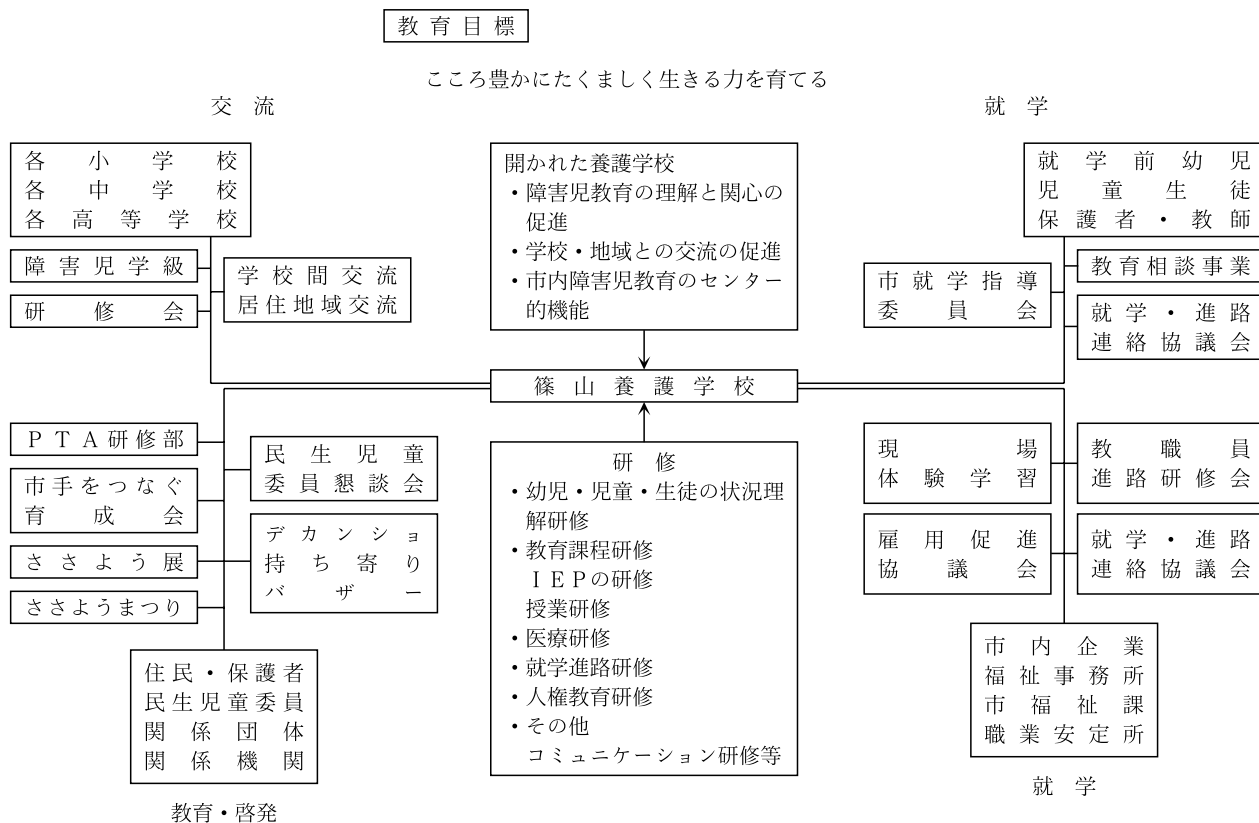 教育目標
こころ豊かにたくましく生きる力を育てる
交流
各小学校
各中学校
各高等学校
障害児学級
研修会
学校間交流
居住地域交流
開かれた養護学校
・障害児教育の理解と関心の
促進
・学校・地域との交流の促進
・市内障害児教育のセンター
的機能
就学
就学前幼児
児童生徒
保護者・教師
市就学指導
委員会
教育相談事業
就学・進路
連絡協議会
篠山養護学校
PTA研修部
市手をつなぐ
育成会
ささよう展
ささようまつり
民生児童
委員懇談会
デカンショ
持ち寄り
バザー
住民・保護者
民生児童委員
関係団体
関係機関
教育・啓発
研修
・幼児・児童・生徒の状況理
解研修
・教育課程研修
IEPの研修
授業研修
・医療研修
・就学進路研修
・人権教育研修
・その他
コミュニケーション研修等
現場
体験学習
教職員
進路研修会
雇用促進
協議会
就学・進路
連絡協議会
市内企業
福祉事務所
市福祉課
職業安定所
就学